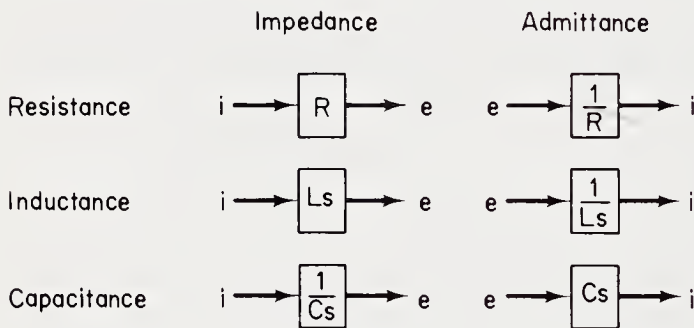 Impedance Admittance
Resistance i R e e 1/R i
Inductance i Ls e e 1/Ls i
Capacitance i 1/Cs e e Cs i